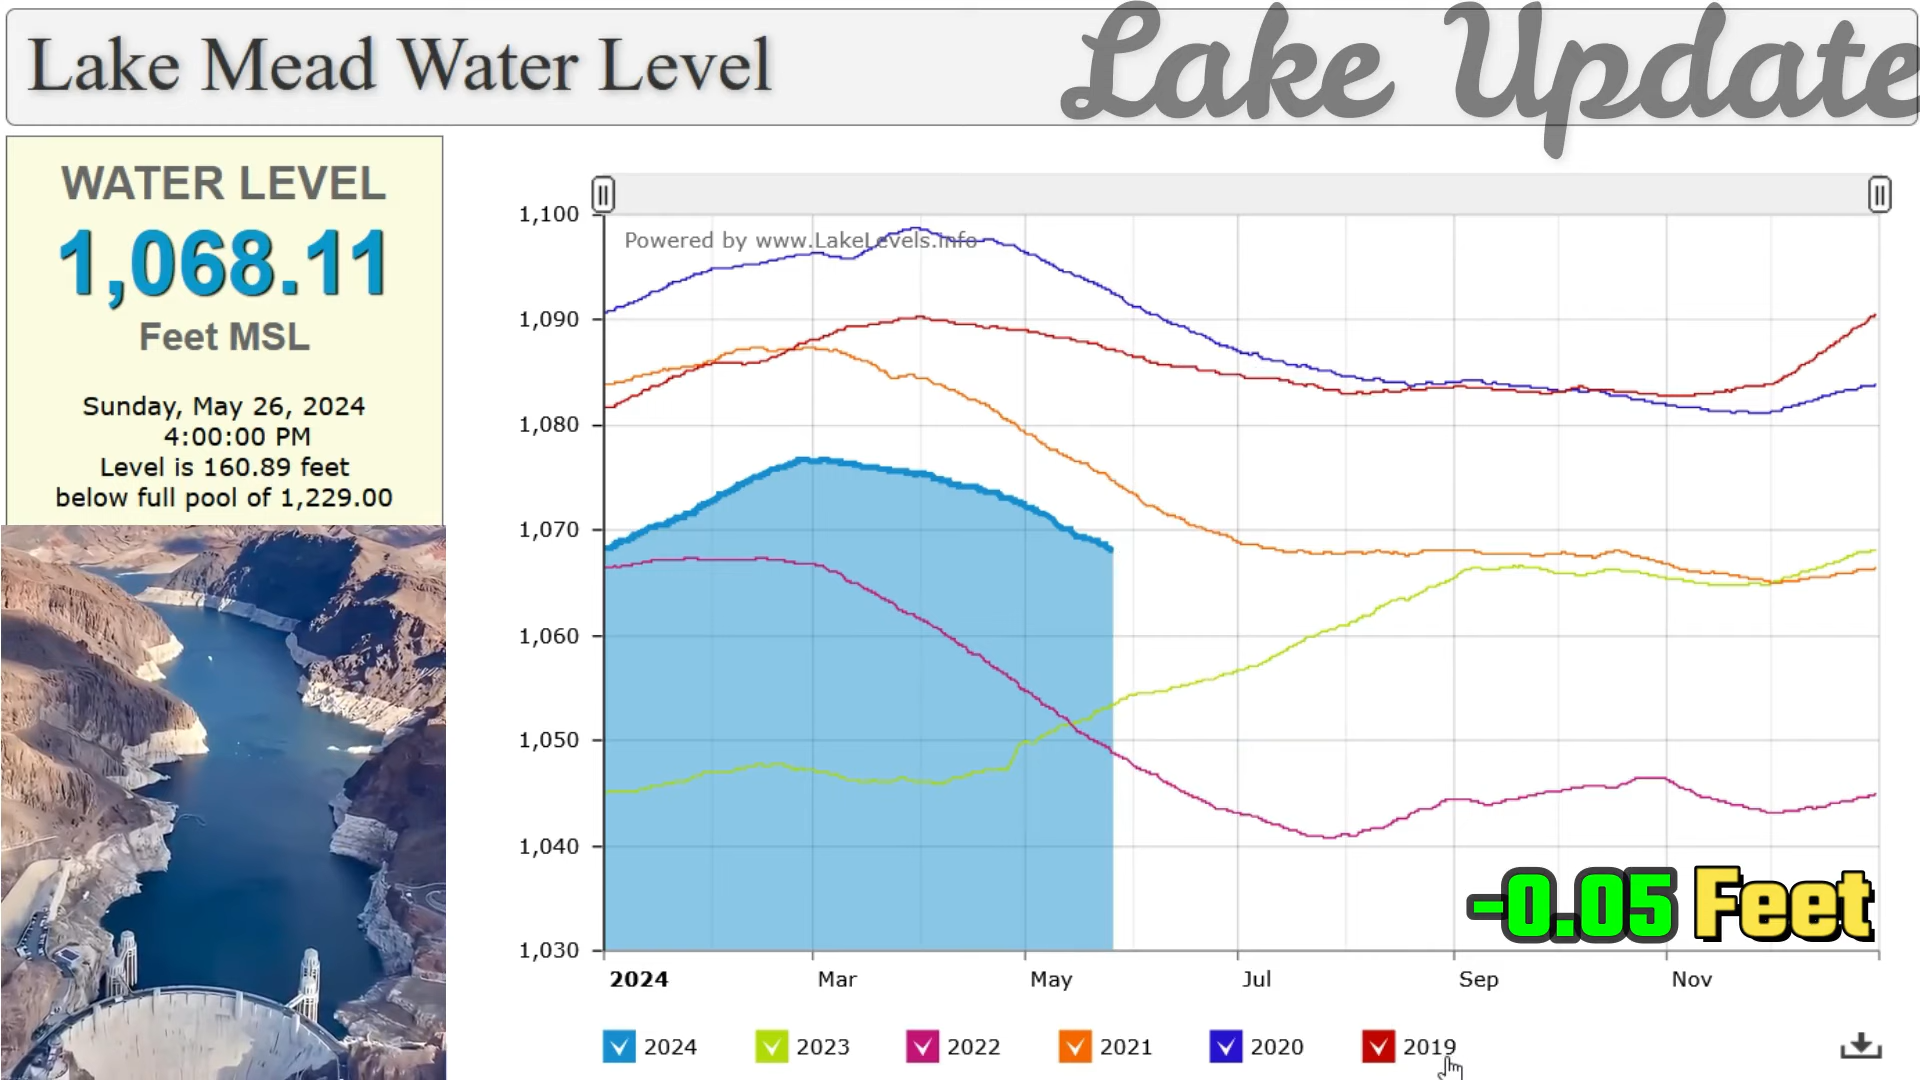 Lake Mead Water Level
Lake Update
WATER LEVEL
1,068.11
Feet MSL
Sunday, May 26, 2024
4:00:00 PM
Level is 160.89 feet
below full pool of 1,229.00
Powered by www.LakeLevels.info
1,100
1,090
1,080
1,070
1,060
1,050
1,040
1,030
2024 Mar May Jul Sep Nov
-0.05 Feet
2024 2023 2022 2021 2020 2019